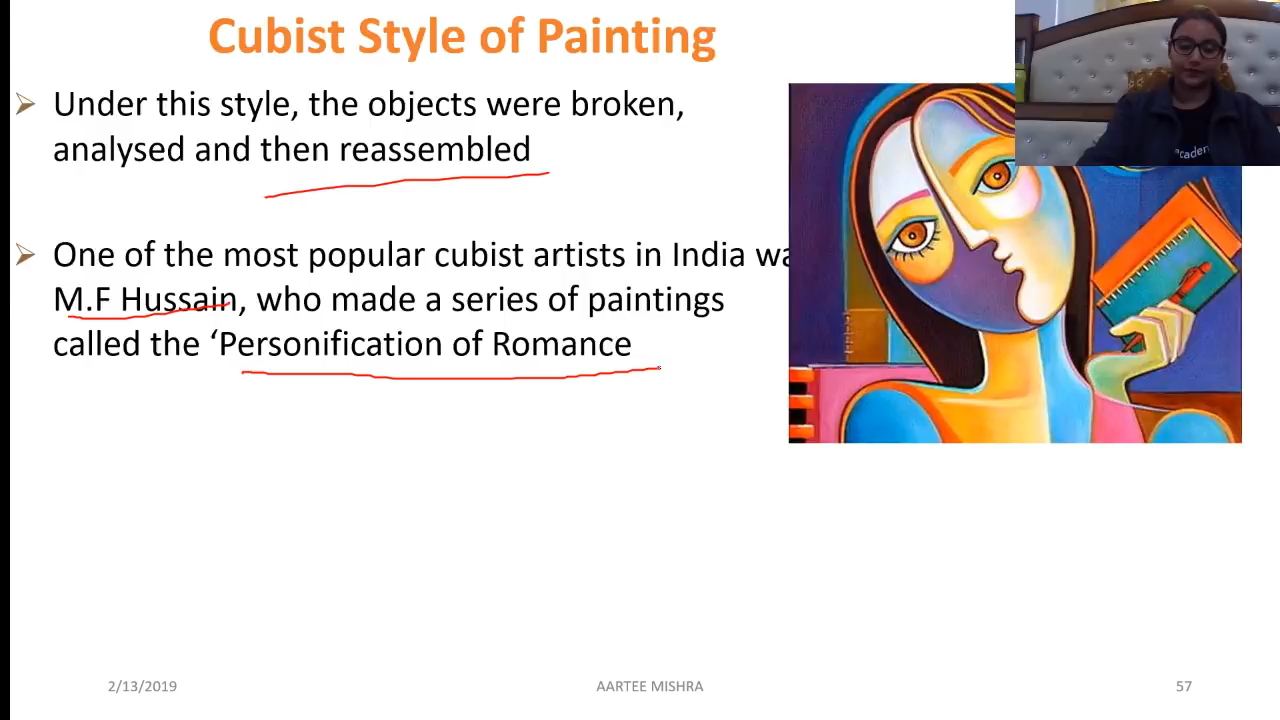 Cubist Style of Painting
Under this style, the objects were broken,
analysed and then reassembled
One of the most popular cubist artists in India wa
M.F Hussain, who made a series of paintings
called the ‘Personification of Romance
cademy
2/13/2019
AARTEE MISHRA
57